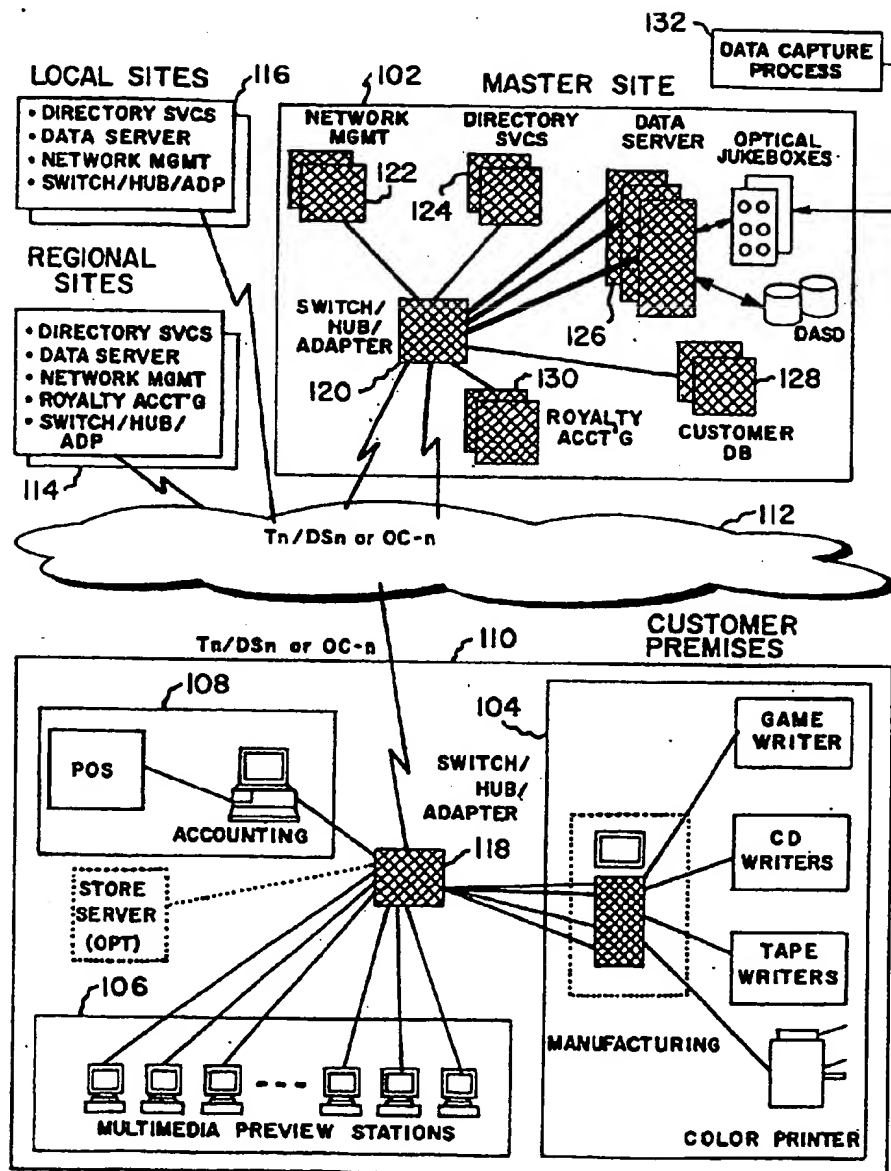 132
DATA CAPTURE
PROCESS
LOCAL SITES
116
• DIRECTORY SVCS
• DATA SERVER
• NETWORK MGMT
• SWITCH/HUB/ADP
102
MASTER SITE
NETWORK
MGMT
122
DIRECTORY
SVCS
124
DATA
SERVER
126
OPTICAL
JUKEBOXES
DASD
REGIONAL
SITES
• DIRECTORY SVCS
• DATA SERVER
• NETWORK MGMT
• ROYALTY ACCT'G
• SWITCH/HUB/
ADP
114
SWITCH/
HUB/
ADAPTER
120
130
ROYALTY
ACCT'G
128
CUSTOMER
DB
112
Tn/DSn or OC-n
Tn/DSn or OC-n
110
CUSTOMER
PREMISES
108
POS
ACCOUNTING
SWITCH/
HUB/
ADAPTER
118
STORE
SERVER
(OPT)
106
MULTIMEDIA PREVIEW STATIONS
104
GAME
WRITER
CD
WRITERS
TAPE
WRITERS
MANUFACTURING
COLOR PRINTER